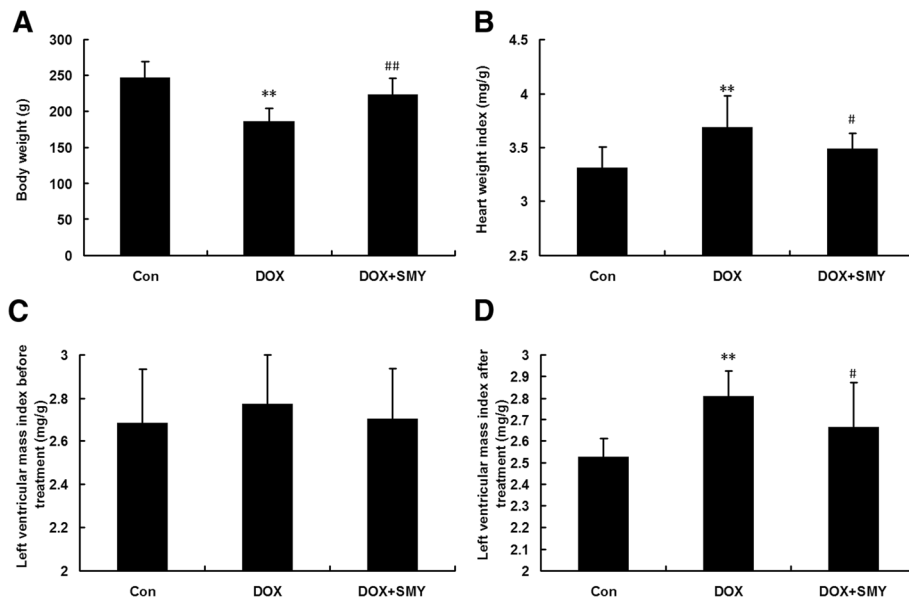 A
Body weight (g)
300
250
200
150
100
50
0
**
##
Con
DOX
DOX+SMY
B
Heart weight index (mg/g)
4.5
4
3.5
3
2.5
**
#
Con
DOX
DOX+SMY
C
Left ventricular mass index before
treatment (mg/g)
3
2.8
2.6
2.4
2.2
2
Con
DOX
DOX+SMY
D
Left ventricular mass index after
treatment (mg/g)
3
2.9
2.8
2.7
2.6
2.5
2.4
2.3
2.2
2.1
2
**
#
Con
DOX
DOX+SMY